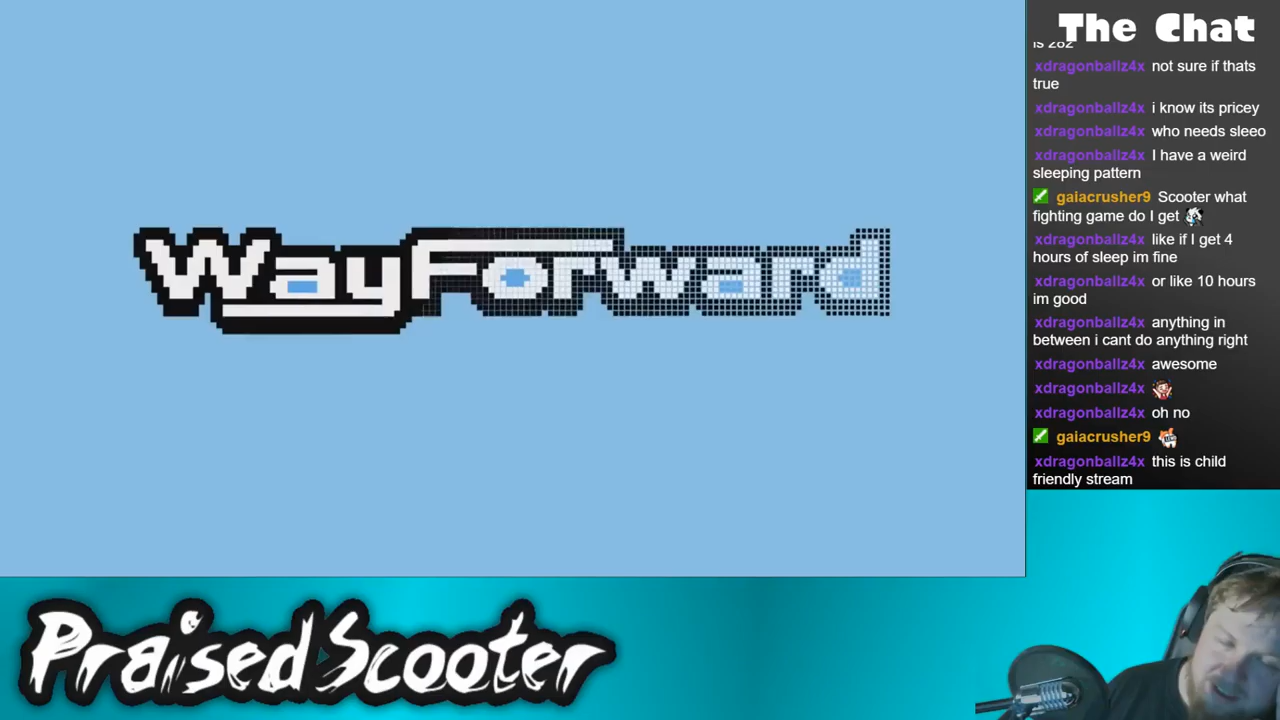 WayForward
The Chat
is 282
xdragonballz4x not sure if thats
true
xdragonballz4x i know its pricey
xdragonballz4x who needs sleeo
xdragonballz4x I have a weird
sleeping pattern
gaiacrusher9 Scooter what
fighting game do I get
xdragonballz4x like if I get 4
hours of sleep im fine
xdragonballz4x or like 10 hours
im good
xdragonballz4x anything in
between i cant do anything right
xdragonballz4x awesome
xdragonballz4x
xdragonballz4x oh no
gaiacrusher9
xdragonballz4x this is child
friendly stream
PraisedScooter